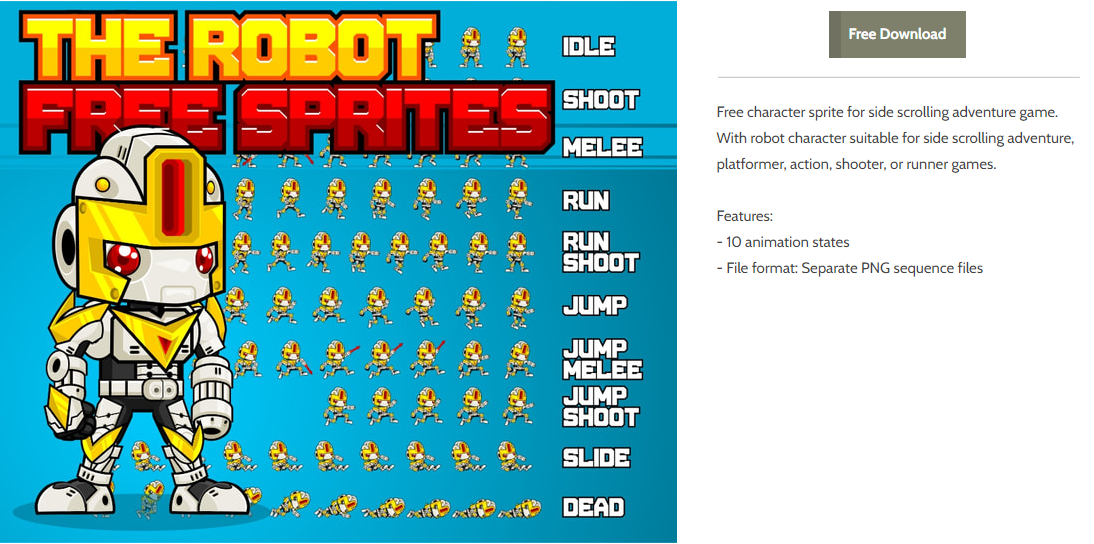 THE ROBOT
FREE SPRITES
IDLE
SHOOT
MELEE
RUN
RUN
SHOOT
JUMP
JUMP
MELEE
JUMP
SHOOT
SLIDE
DEAD
Free Download
Free character sprite for side scrolling adventure game.
With robot character suitable for side scrolling adventure,
platformer, action, shooter, or runner games.
Features:
- 10 animation states
- File format: Separate PNG sequence files